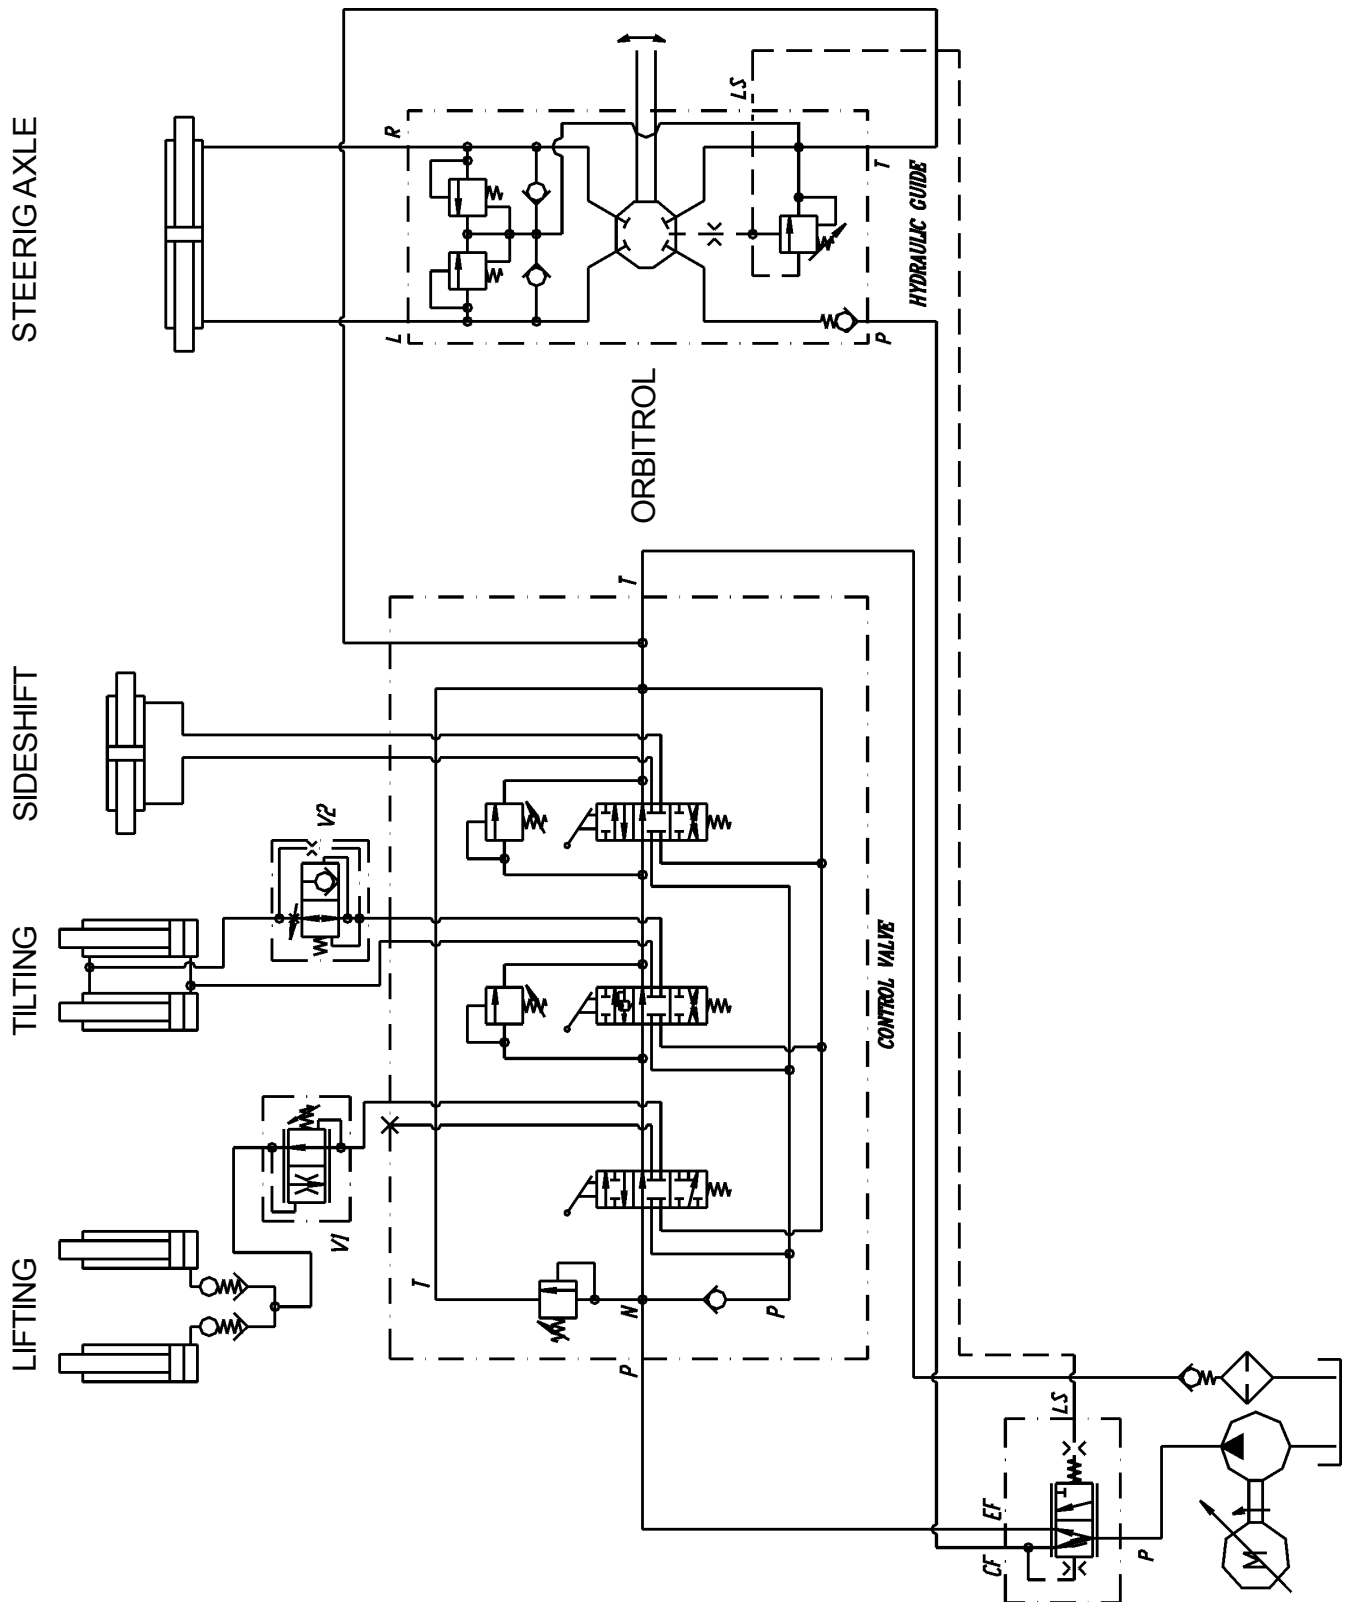 STEERIG AXLE
SIDESHIFT
TILTING
LIFTING
R
L
LS
T
P
HYDRAULIC GUIDE
ORBITROL
T
V2
V1
CONTROL VALVE
T
N
P
P
LS
EF
CF
P
M